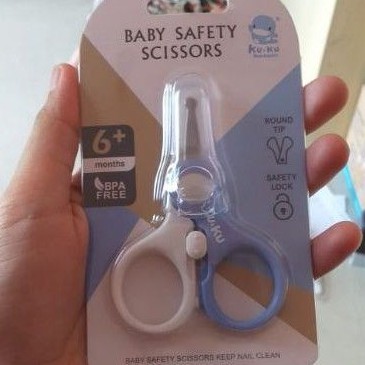 BABY SAFETY
SCISSORS
KU·KU
6+
months
BPA
FREE
ROUND
TIP
SAFETY
LOCK
KU·KU
BABY SAFETY SCISSORS KEEP NAIL CLEAN